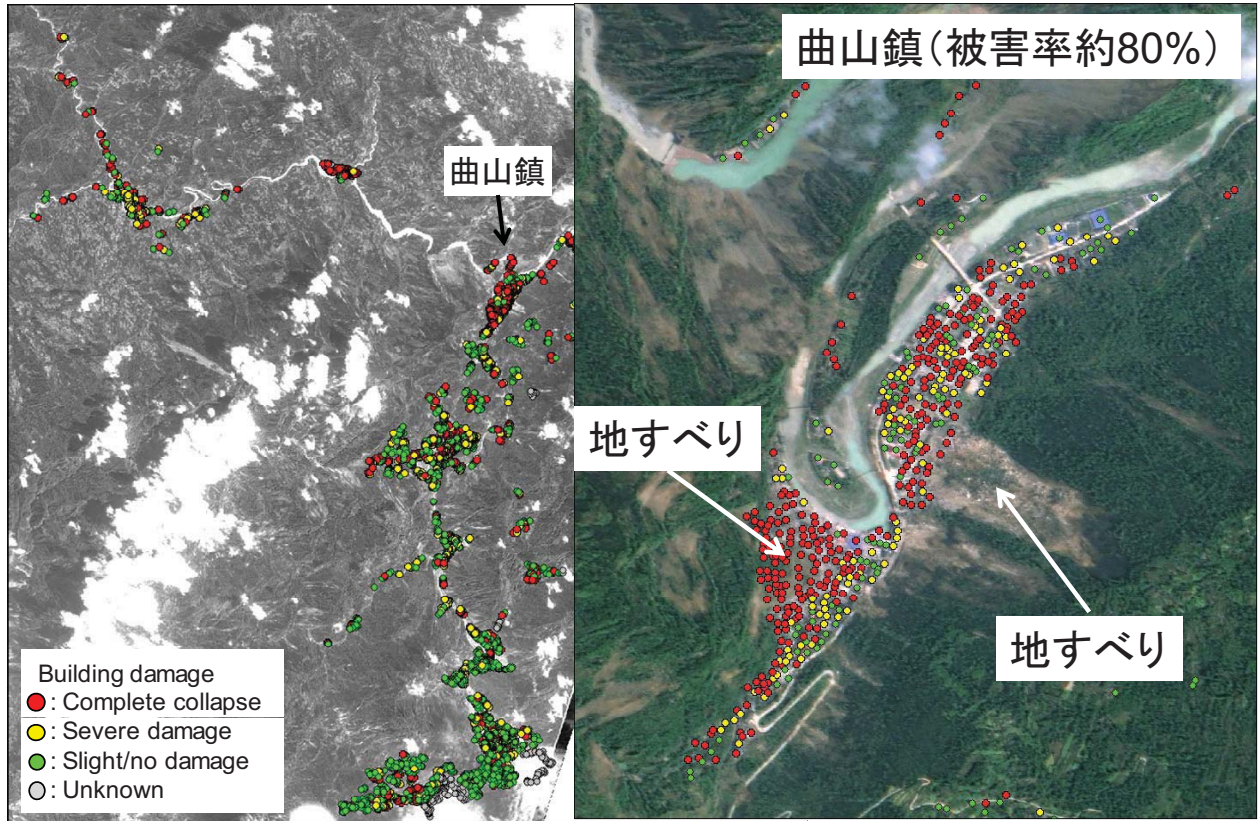 曲山鎮
Building damage
: Complete collapse
: Severe damage
: Slight/no damage
: Unknown
曲山鎮(被害率約80%)
地すべり
地すべり